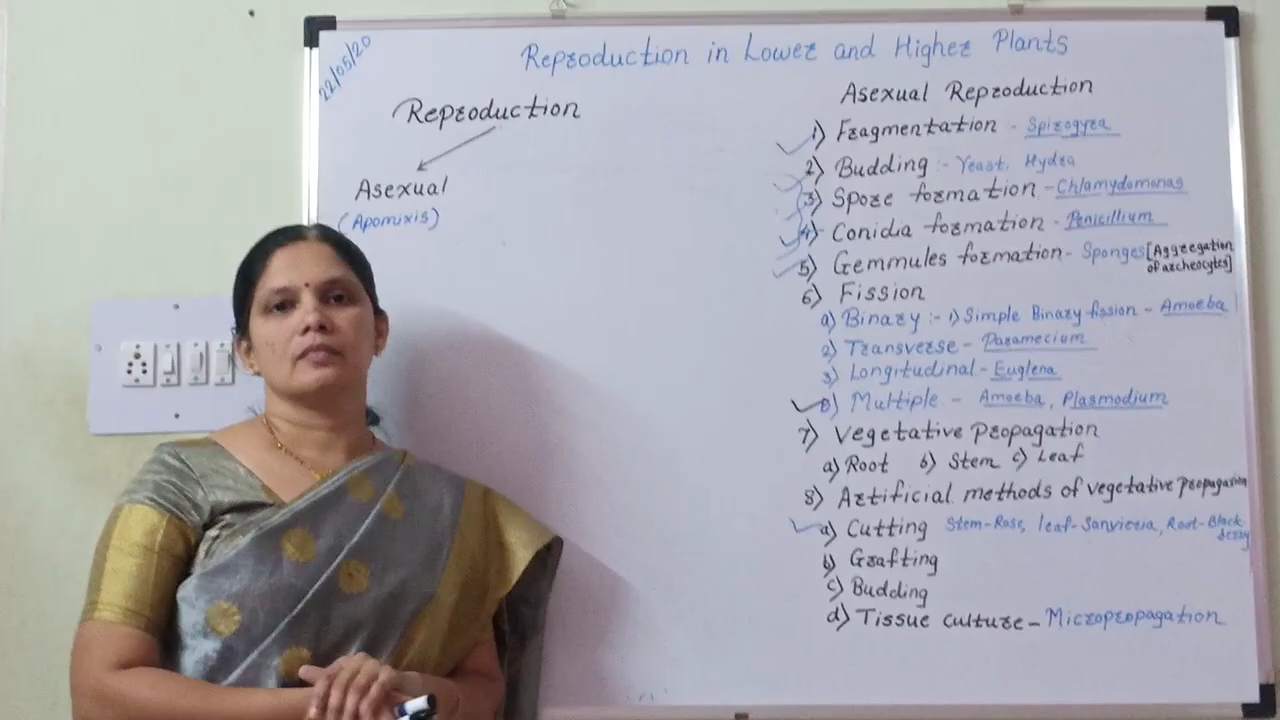 22/05/20
Reproduction in Lower and Higher Plants
Reproduction
Asexual
(Apomixis)
Asexual Reproduction
1) Fragmentation - Spirogyra
2) Budding :- Yeast, Hydra
3) Spore formation - Chlamydomonas
4) Conidia formation - Penicillium
5) Gemmules formation - Sponges [Aggregation
of archeocytes]
6) Fission
a) Binary :- 1) Simple Binary fission - Amoeba
2) Transverse - Paramecium
3) Longitudinal - Euglena
B) Multiple - Amoeba, Plasmodium
7) Vegetative propagation
a) Root b) Stem c) Leaf
8) Artificial methods of vegetative propagation
a) Cutting Stem-Rose, leaf-Sanvieria, Root-Black
berry
b) Grafting
c) Budding
d) Tissue culture - Micropropagation